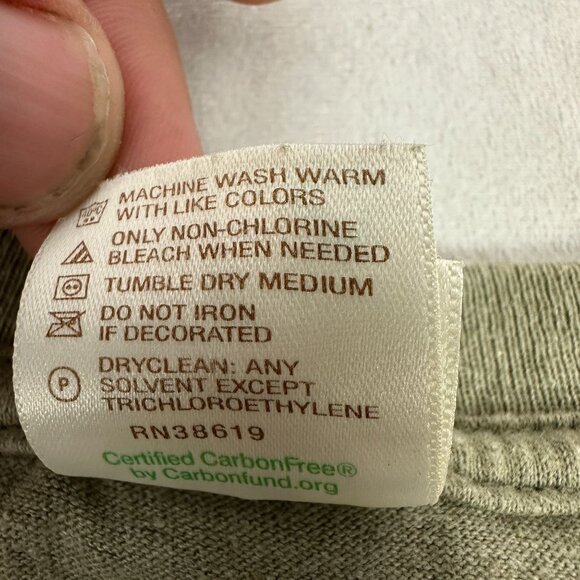 MACHINE WASH WARM
WITH LIKE COLORS
ONLY NON-CHLORINE
BLEACH WHEN NEEDED
TUMBLE DRY MEDIUM
DO NOT IRON
IF DECORATED
DRYCLEAN: ANY
P SOLVENT EXCEPT
TRICHLOROETHYLENE
RN38619
Certified CarbonFree®
by Carbonfund.org